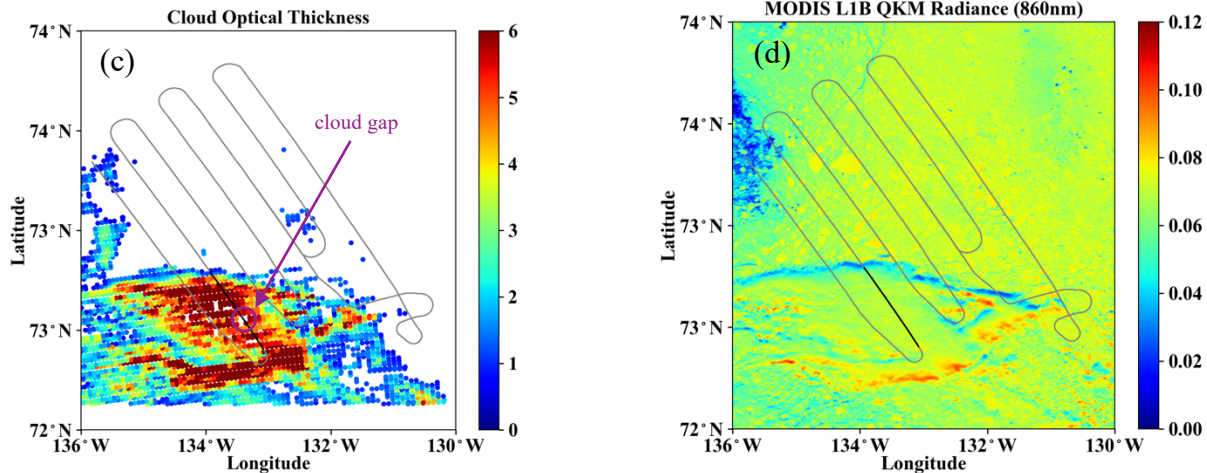 Cloud Optical Thickness
(c)
cloud gap
74° N
74° N
73° N
73° N
72° N
Latitude
136° W
134° W
132° W
130° W
Longitude
6
5
4
3
2
1
0
MODIS L1B QKM Radiance (860nm)
(d)
74° N
74° N
73° N
73° N
72° N
Latitude
136° W
134° W
132° W
130° W
Longitude
0.12
0.10
0.08
0.06
0.04
0.02
0.00